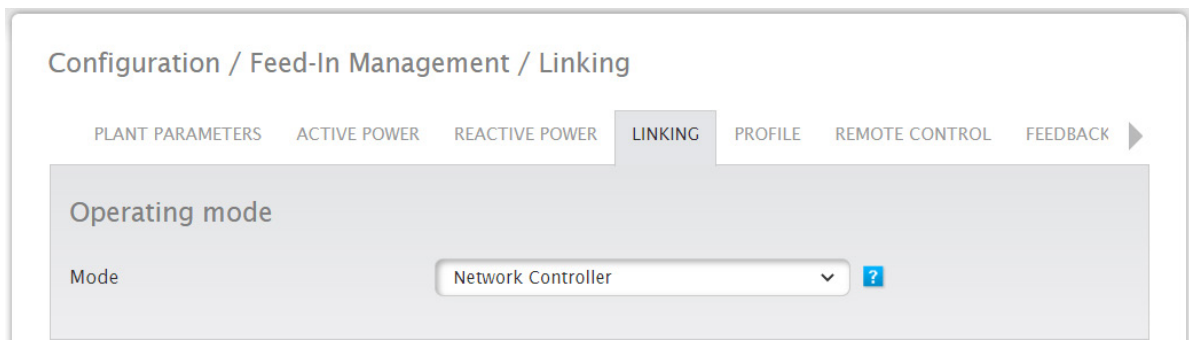 Configuration / Feed-In Management / Linking
PLANT PARAMETERS ACTIVE POWER REACTIVE POWER LINKING PROFILE REMOTE CONTROL FEEDBACK
Operating mode
Mode Network Controller ?